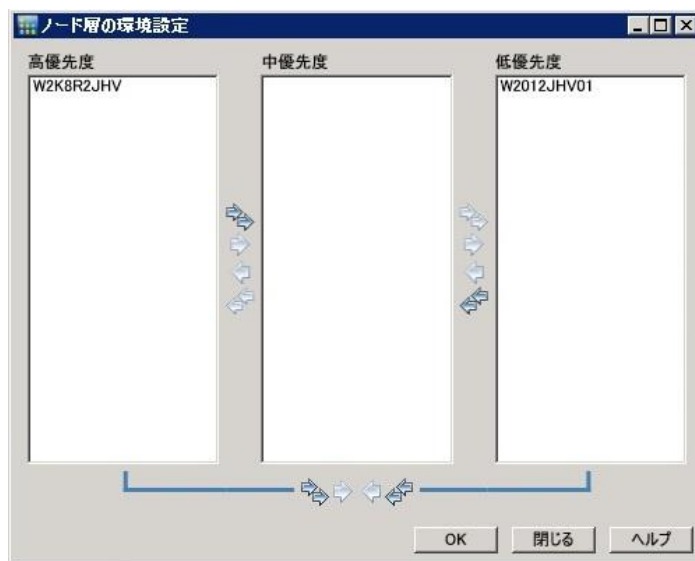 ノード層の環境設定
高優先度
中優先度
低優先度
W2K8R2JHV
W2012JHV01
OK
閉じる
ヘルプ